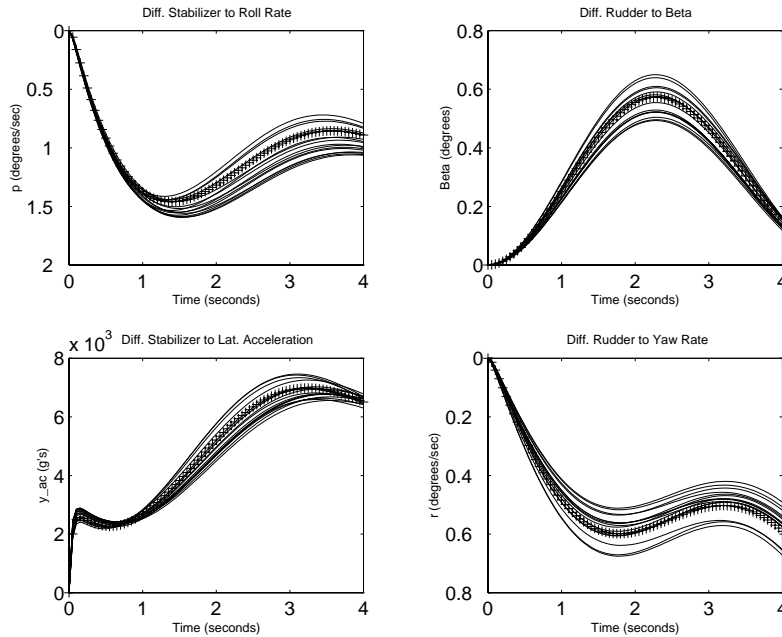 Diff. Stabilizer to Roll Rate
0
0.5
1
1.5
2
p (degrees/sec)
0 1 2 3 4
Time (seconds)
Diff. Rudder to Beta
0.8
0.6
0.4
0.2
0
Beta (degrees)
0 1 2 3 4
Time (seconds)
x 10³
Diff. Stabilizer to Lat. Acceleration
8
6
4
2
0
y_ac (g's)
0 1 2 3 4
Time (seconds)
Diff. Rudder to Yaw Rate
0
0.2
0.4
0.6
0.8
r (degrees/sec)
0 1 2 3 4
Time (seconds)